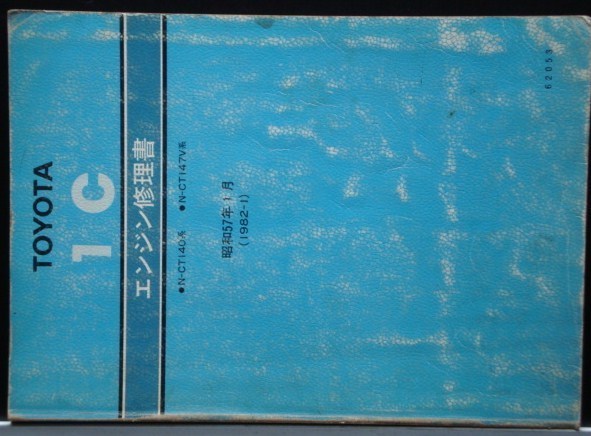 TOYOTA
1C
エンジン修理書
●N-CT140系 ●N-CT147V系
昭和57年1月
(1982-1)
62053